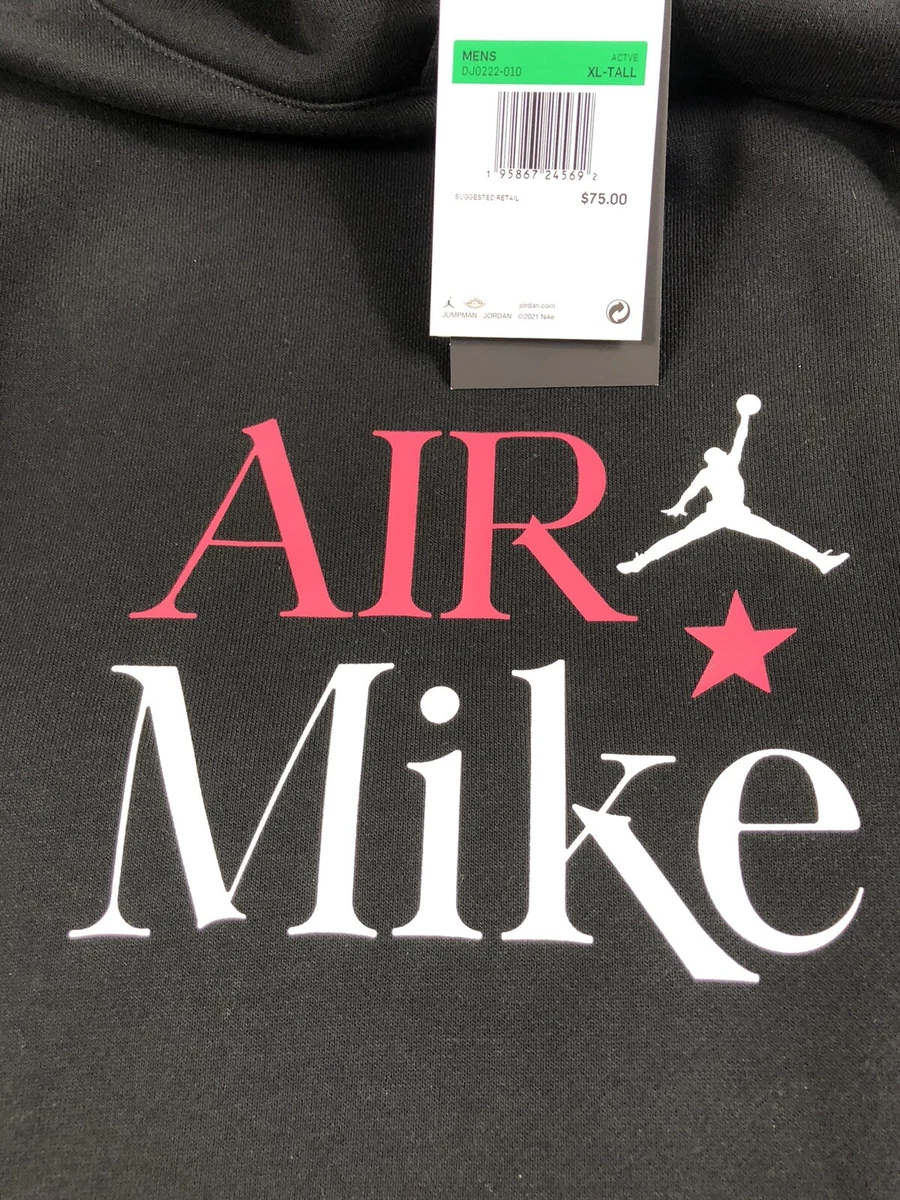 MENS ACTVE
DJ0222-010 XL-TALL
1 95867 24569 2
SUGGESTED RETAIL $75.00
jordan.com
JUMPMAN JORDAN ©2021 Nike
AIR
Mike